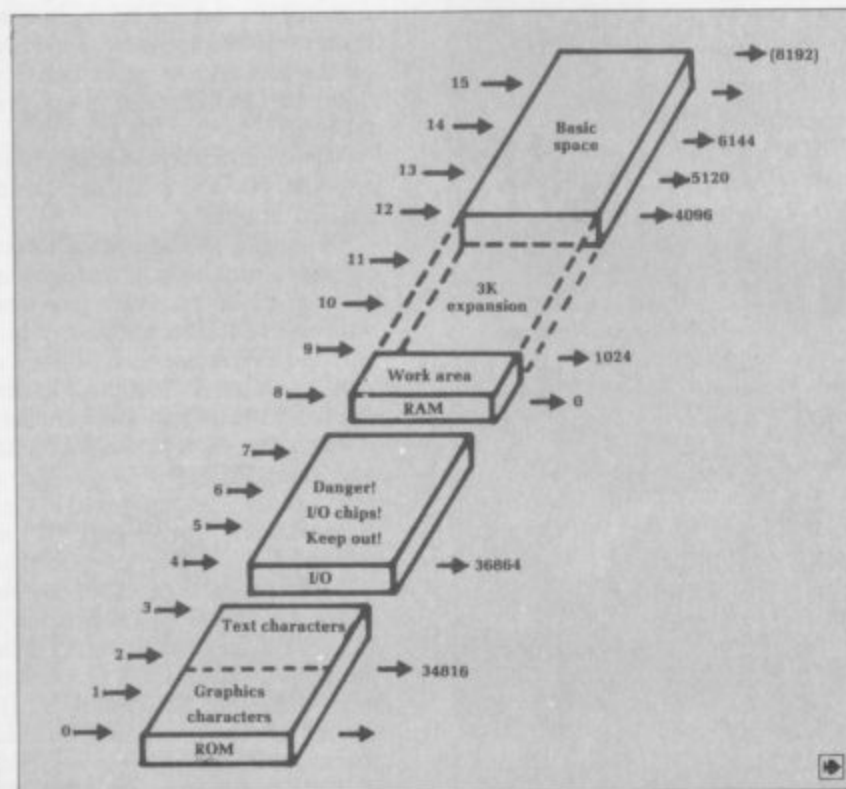 (8192)
15
14
Basic
space
6144
13
5120
12
4096
11
3K
expansion
10
9
1024
Work area
8
RAM
0
7
6
Danger!
I/O chips!
5
Keep out!
4
36864
I/O
3
Text characters
2
34816
1
Graphics
characters
0
ROM